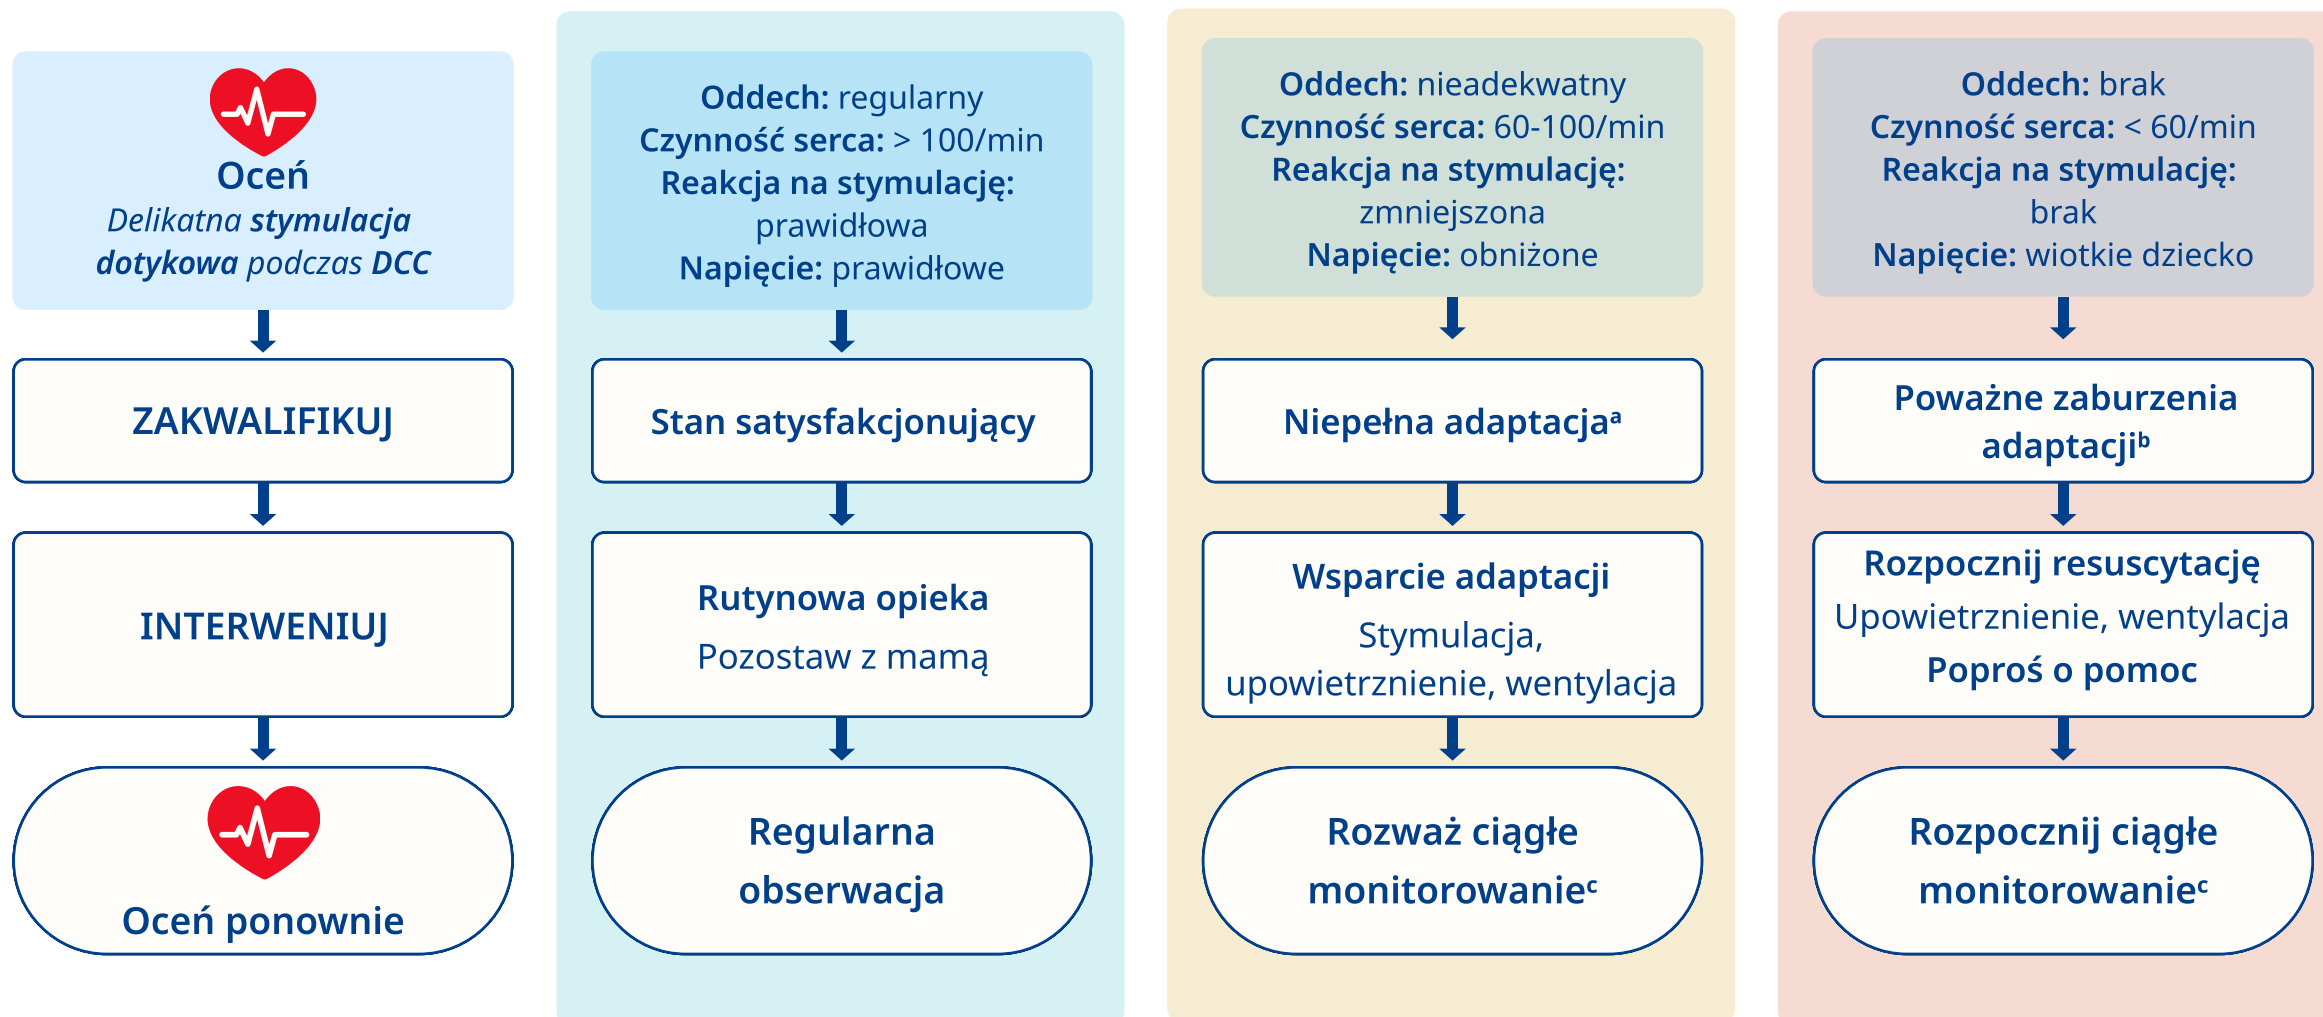 Oceń
Delikatna stymulacja
dotykowa podczas DCC
ZAKWALIFIKUJ
INTERWENIUJ
Oceń ponownie
Oddech: regularny
Czynność serca: > 100/min
Reakcja na stymulację:
prawidłowa
Napięcie: prawidłowe
Stan satysfakcjonujący
Rutynowa opieka
Pozostaw z mamą
Regularna
obserwacja
Oddech: nieadekwatny
Czynność serca: 60-100/min
Reakcja na stymulację:
zmniejszona
Napięcie: obniżone
Niepełna adaptacjaᵃ
Wsparcie adaptacji
Stymulacja,
upowietrznienie, wentylacja
Rozważ ciągłe
monitorowanieᶜ
Oddech: brak
Czynność serca: < 60/min
Reakcja na stymulację:
brak
Napięcie: wiotkie dziecko
Poważne zaburzenia
adaptacjiᵇ
Rozpocznij resuscytację
Upowietrznienie, wentylacja
Poproś o pomoc
Rozpocznij ciągłe
monitorowanieᶜ